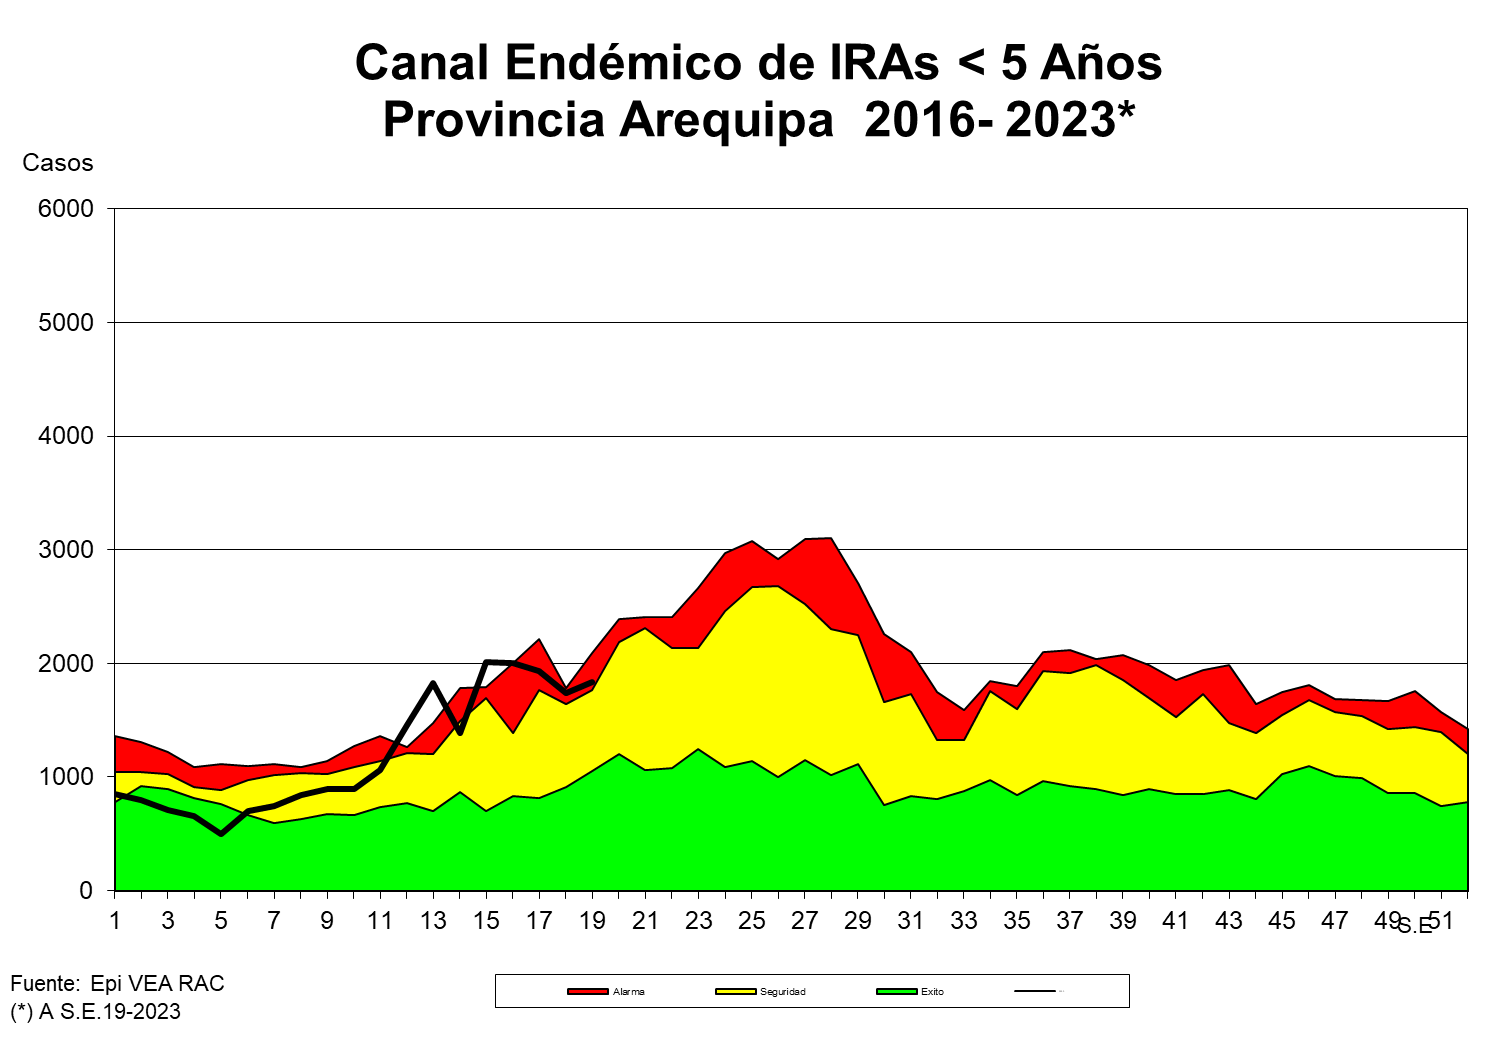 Canal Endémico de IRAs < 5 Años
Provincia Arequipa 2016- 2023*
Casos
6000
5000
4000
3000
2000
1000
0
1 3 5 7 9 11 13 15 17 19 21 23 25 27 29 31 33 35 37 39 41 43 45 47 49 51
S.E
Fuente: Epi VEA RAC
(*) A S.E.19-2023
Alarma Seguridad Exito